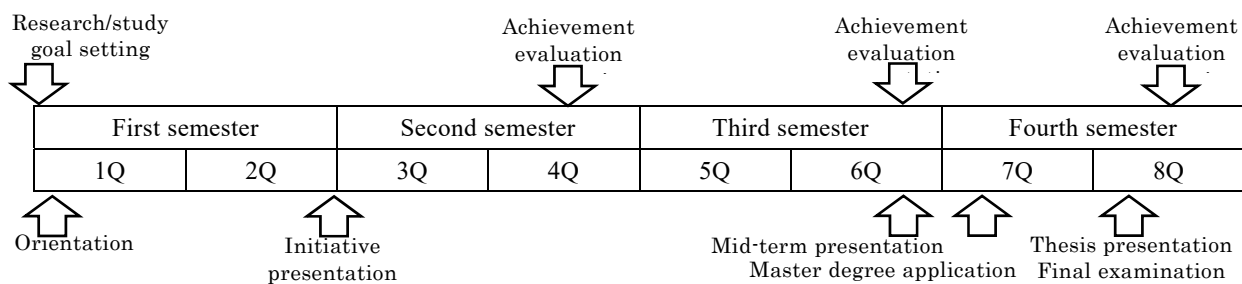 Research/study
goal setting
Achievement
evaluation
Achievement
evaluation
Achievement
evaluation
First semester
Second semester
Third semester
Fourth semester
1Q
2Q
3Q
4Q
5Q
6Q
7Q
8Q
Orientation
Initiative
presentation
Mid-term presentation
Master degree application
Thesis presentation
Final examination